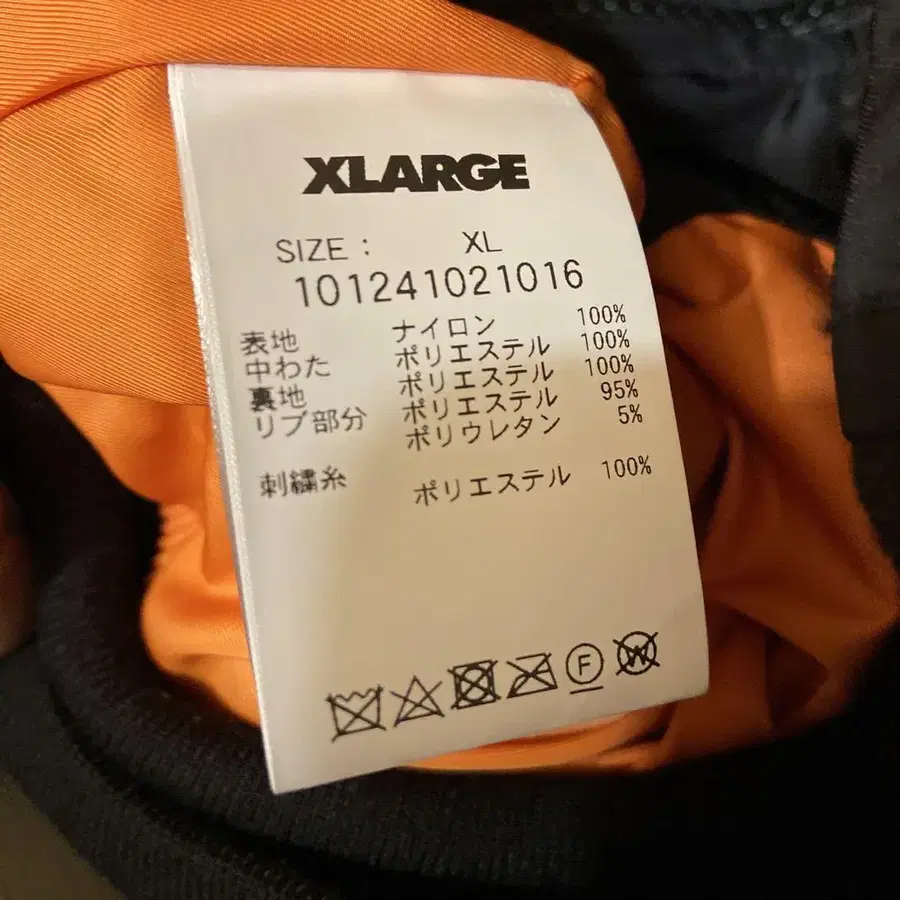 XLARGE
SIZE : XL
101241021016
表地 ナイロン 100%
中わた ポリエステル 100%
裏地 ポリエステル 100%
リブ部分 ポリエステル 95%
ポリウレタン 5%
刺繍糸 ポリエステル 100%
F
W